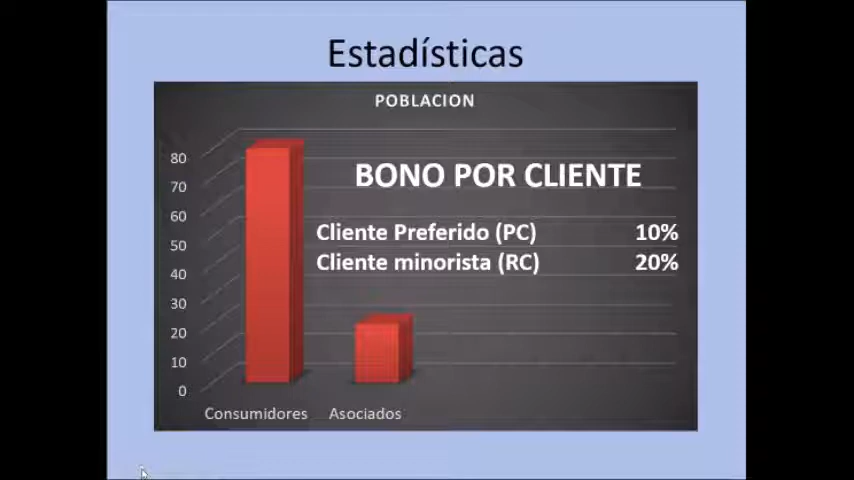 Estadísticas
POBLACION
BONO POR CLIENTE
Cliente Preferido (PC) 10%
Cliente minorista (RC) 20%
80
70
60
50
40
30
20
10
0
Consumidores Asociados